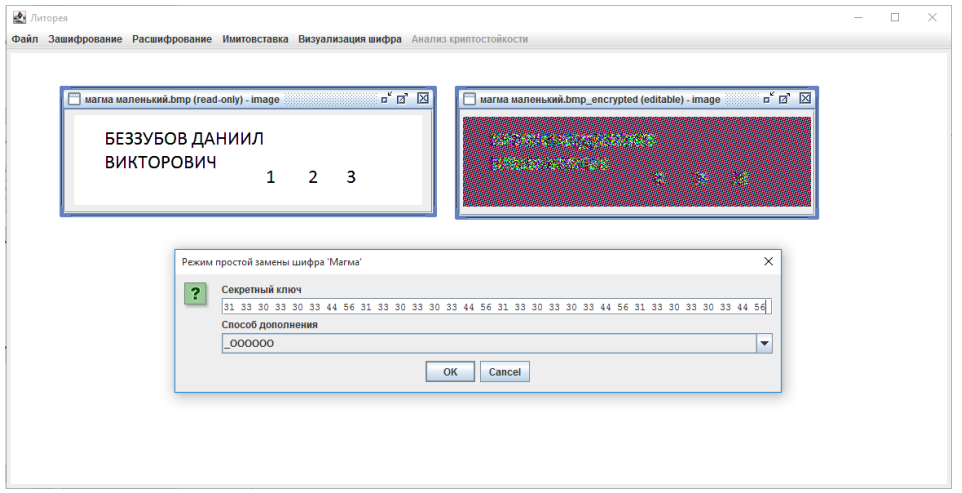 Литорея
Файл Зашифрование Расшифрование Имитовставка Визуализация шифра Анализ криптостойкости
магма маленький.bmp (read-only) - image
магма маленький.bmp_encrypted (editable) - image
БЕЗЗУБОВ ДАНИИЛ
ВИКТОРОВИЧ
1 2 3
Режим простой замены шифра 'Магма'
Секретный ключ
31 33 30 33 30 33 44 56 31 33 30 33 30 33 44 56 31 33 30 33 30 33 44 56 31 33 30 33 30 33 44 56
Способ дополнения
_OOOOOO
OK Cancel